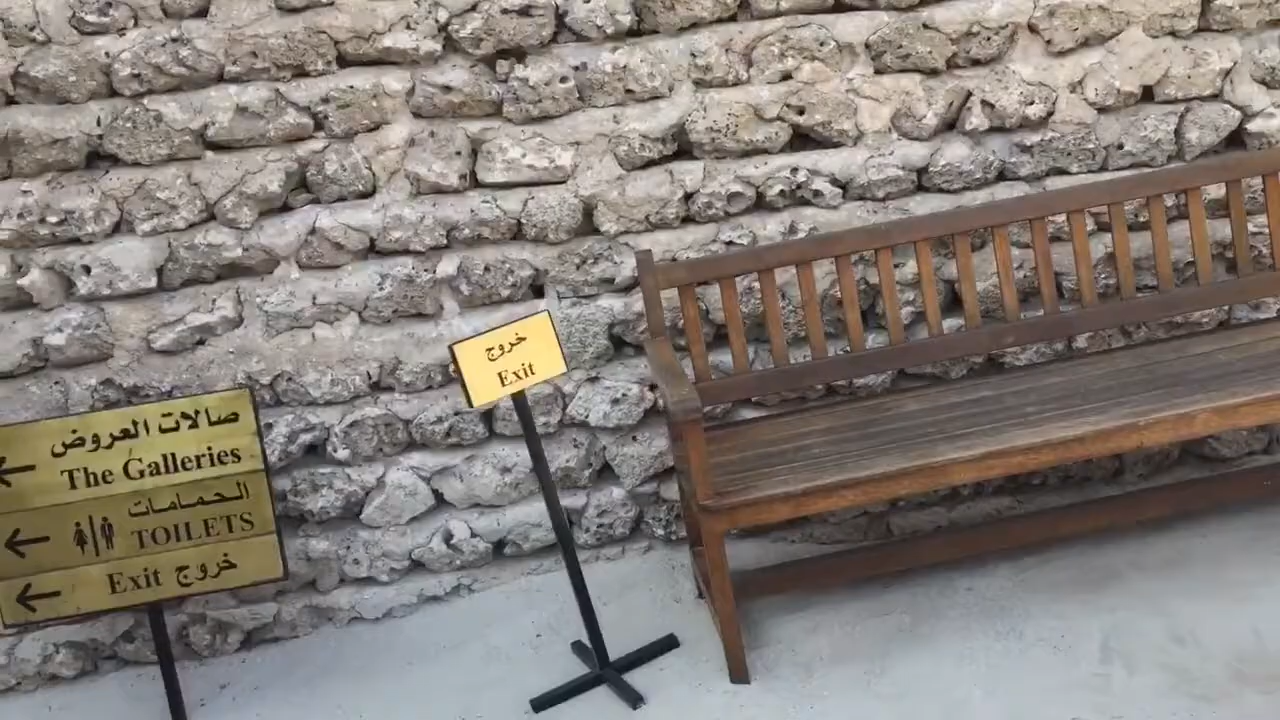 صالات العروض
The Galleries
الحمامات
TOILETS
Exit خروج
خروج
Exit